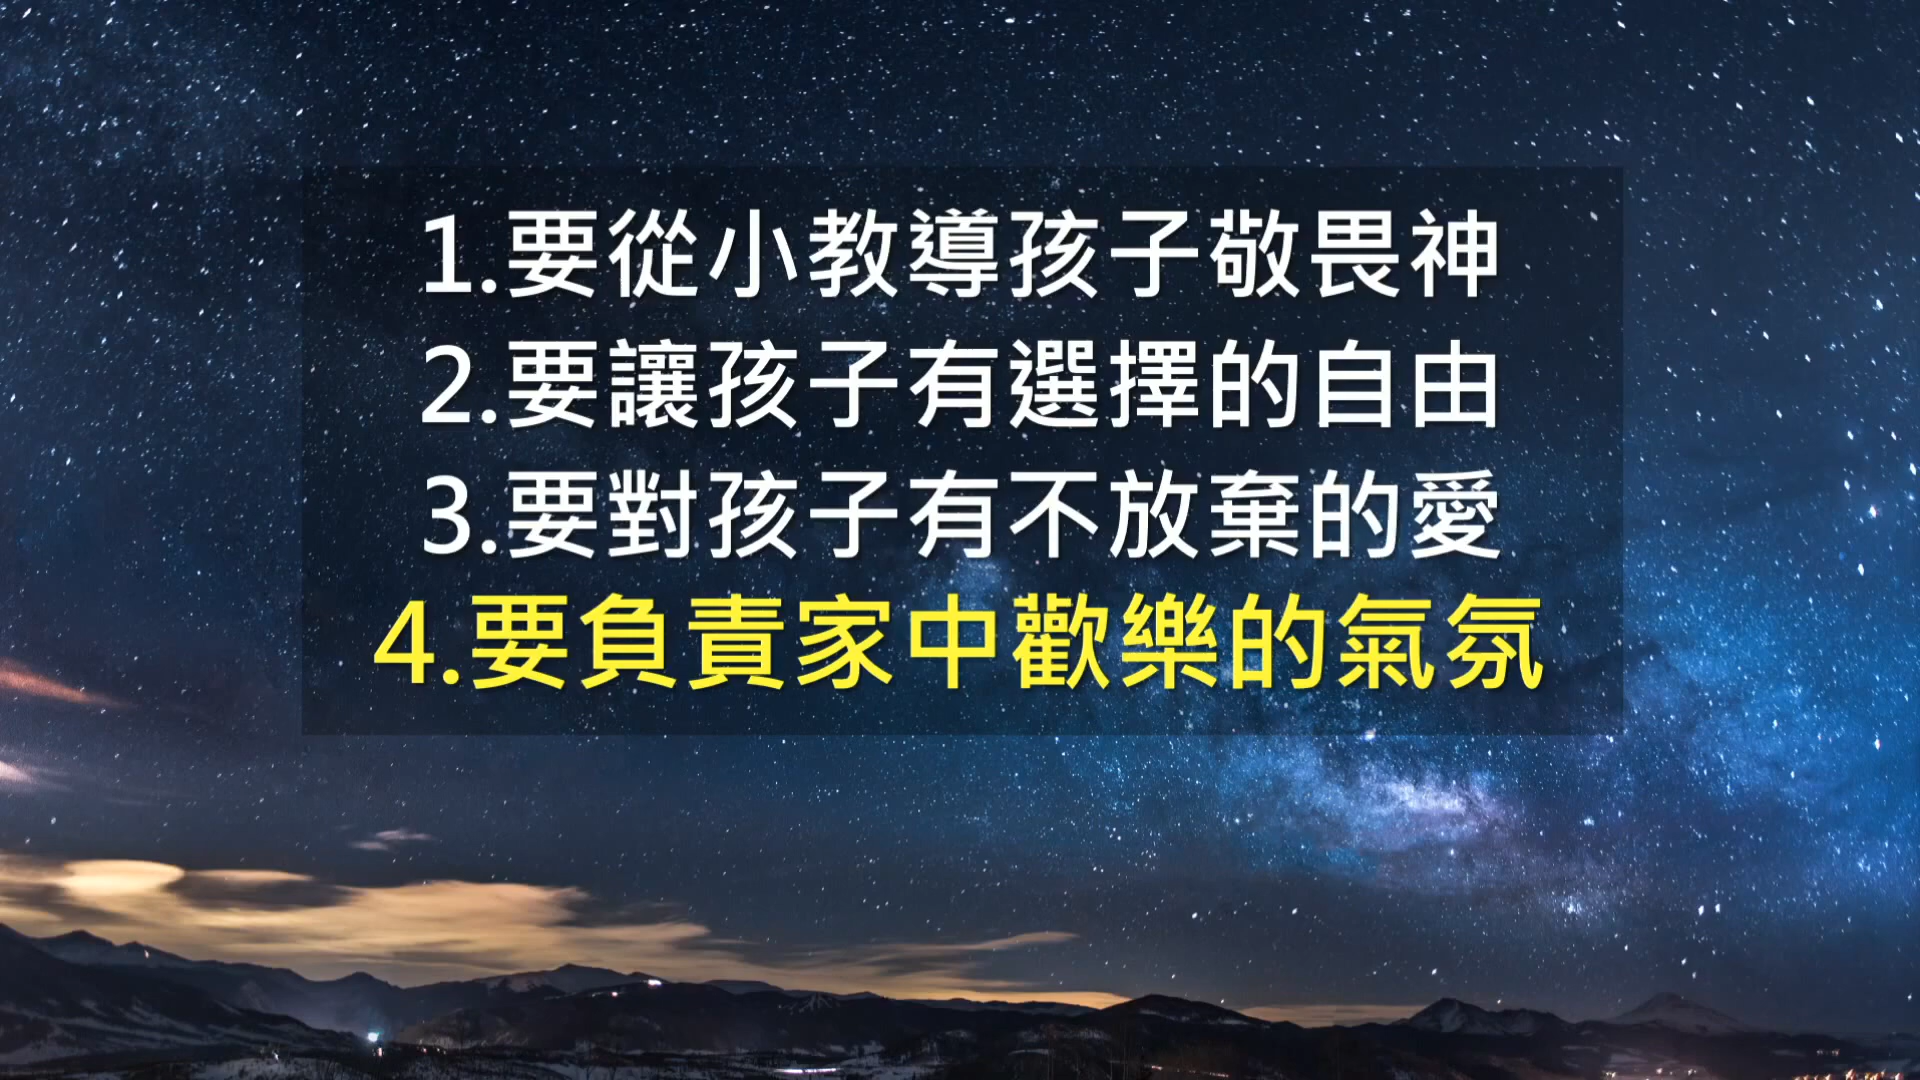 1.要從小教導孩子敬畏神
2.要讓孩子有選擇的自由
3.要對孩子有不放棄的愛
4.要負責家中歡樂的氣氛